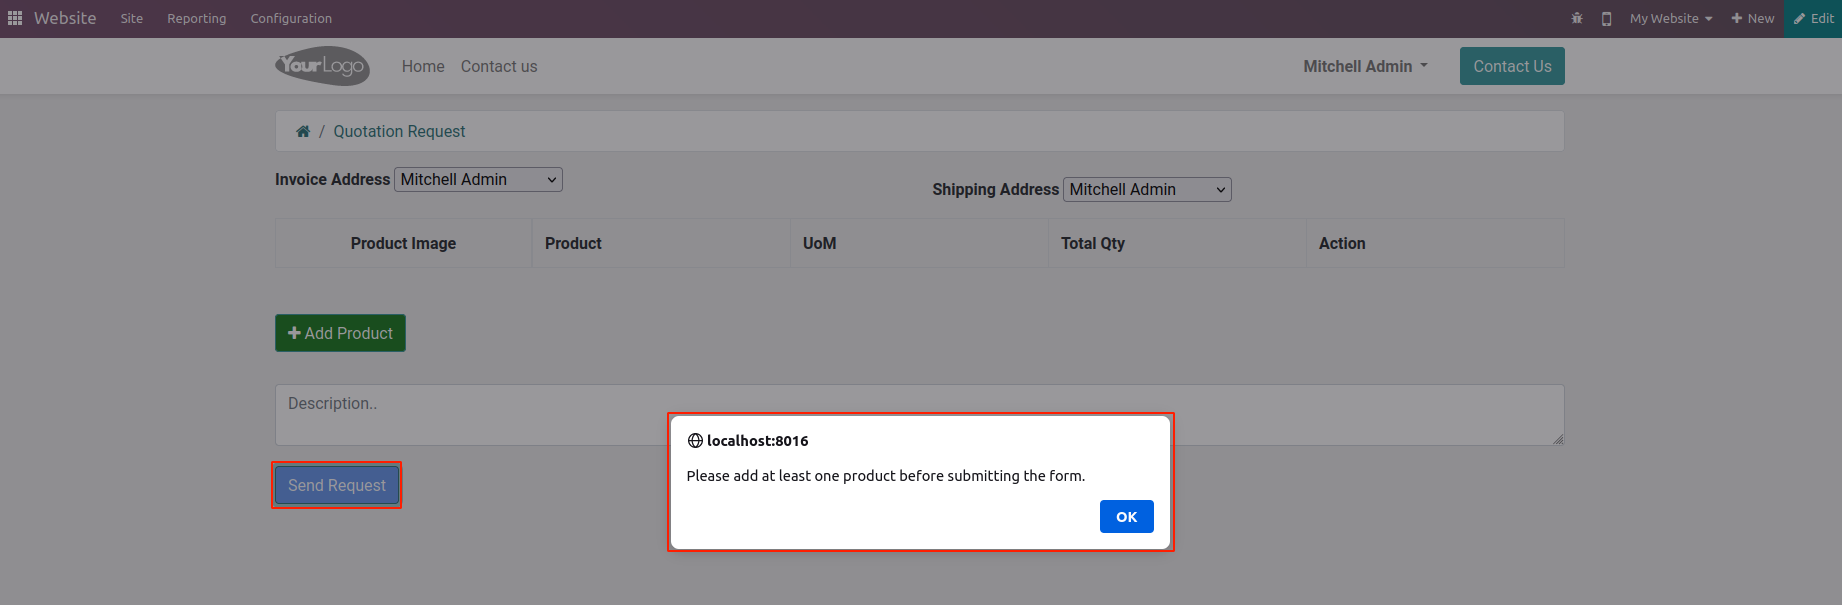 Website Site Reporting Configuration My Website New Edit
YourLogo Home Contact us Mitchell Admin Contact Us
/ Quotation Request
Invoice Address Mitchell Admin
Shipping Address Mitchell Admin
Product Image Product UoM Total Qty Action
Add Product
Description..
localhost:8016
Please add at least one product before submitting the form.
Send Request
OK